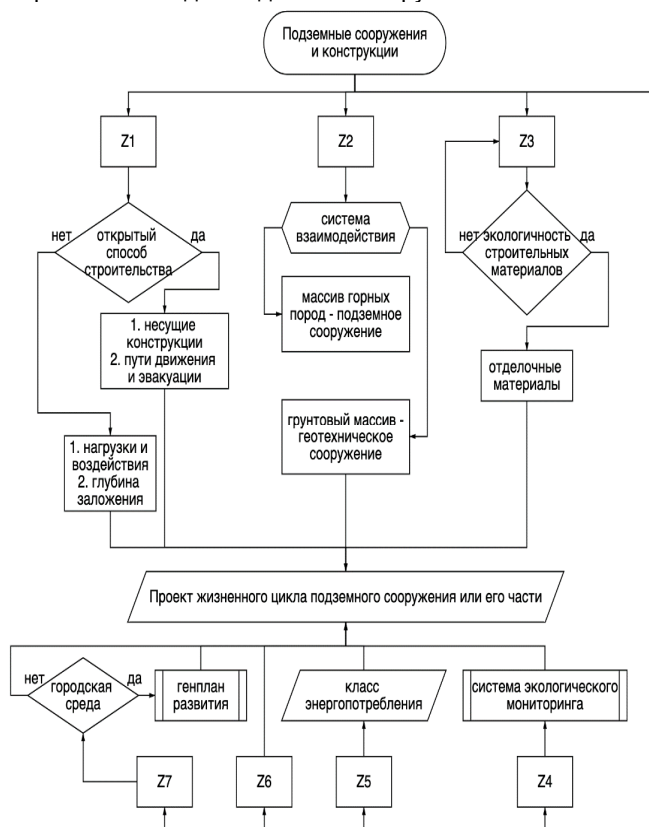 Подземные сооружения
и конструкции
Z1
Z2
Z3
нет
открытый
способ
строительства
да
система
взаимодействия
нет
экологичность
строительных
материалов
да
1. несущие
конструкции
2. пути движения
и эвакуации
массив горных
пород - подземное
сооружение
отделочные
материалы
1. нагрузки и
воздействия
2. глубина
заложения
грунтовый массив -
геотехническое
сооружение
Проект жизненного цикла подземного сооружения или его части
нет
городская
среда
да
генплан
развития
класс
энергопотребления
система экологического
мониторинга
Z7
Z6
Z5
Z4